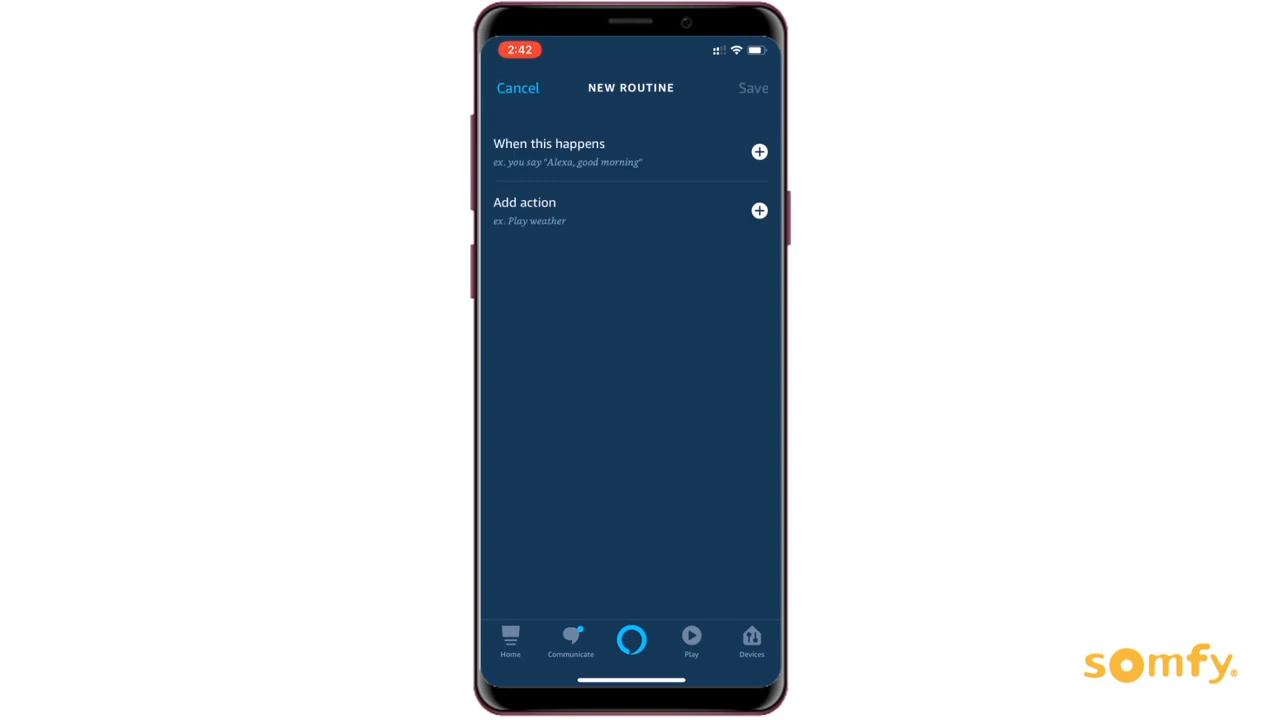 2:42
Cancel
NEW ROUTINE
Save
When this happens
ex. you say "Alexa, good morning"
Add action
ex. Play weather
Home
Communicate
Play
Devices
somfy®